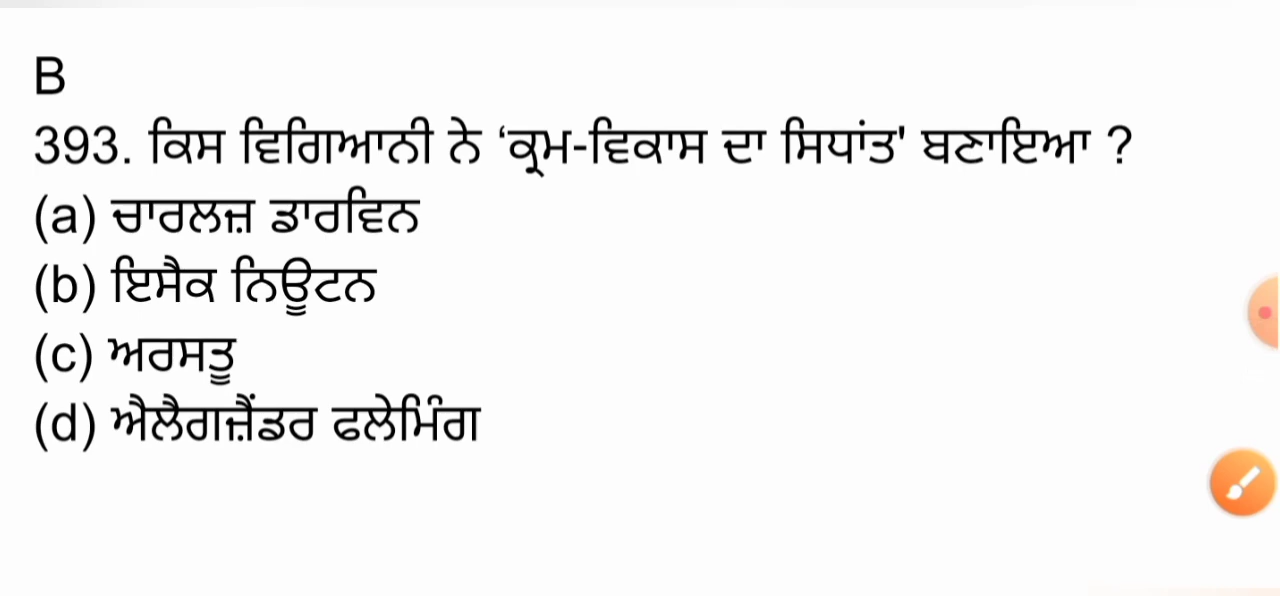 B
393. ਕਿਸ ਵਿਗਿਆਨੀ ਨੇ ‘ਕ੍ਰਮ-ਵਿਕਾਸ ਦਾ ਸਿਧਾਂਤ' ਬਣਾਇਆ ?
(a) ਚਾਰਲਜ਼ ਡਾਰਵਿਨ
(b) ਇਸੈਕ ਨਿਊਟਨ
(c) ਅਰਸਤੂ
(d) ਐਲੈਗਜ਼ੈਂਡਰ ਫਲੇਮਿੰਗ